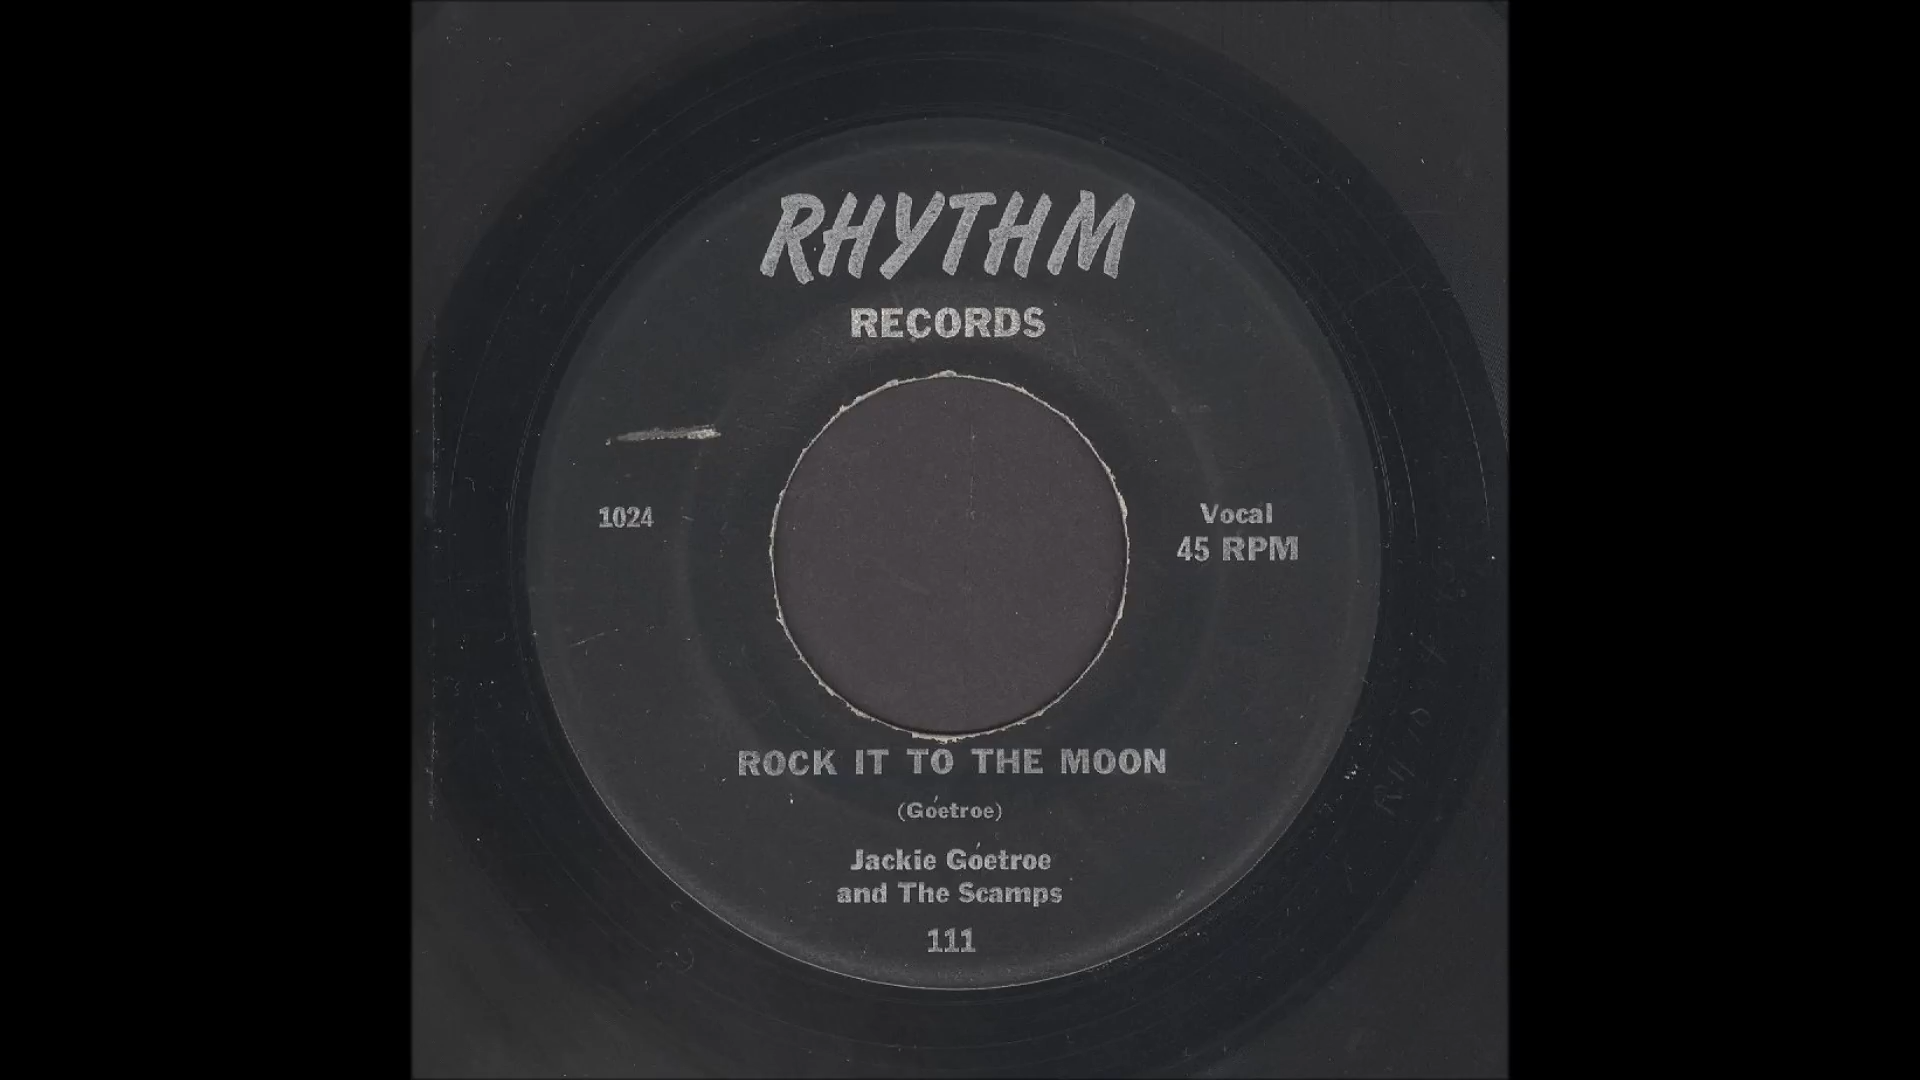 RHYTHM
RECORDS
1024
Vocal
45 RPM
ROCK IT TO THE MOON
(Goetroe)
Jackie Goetroe
and The Scamps
111